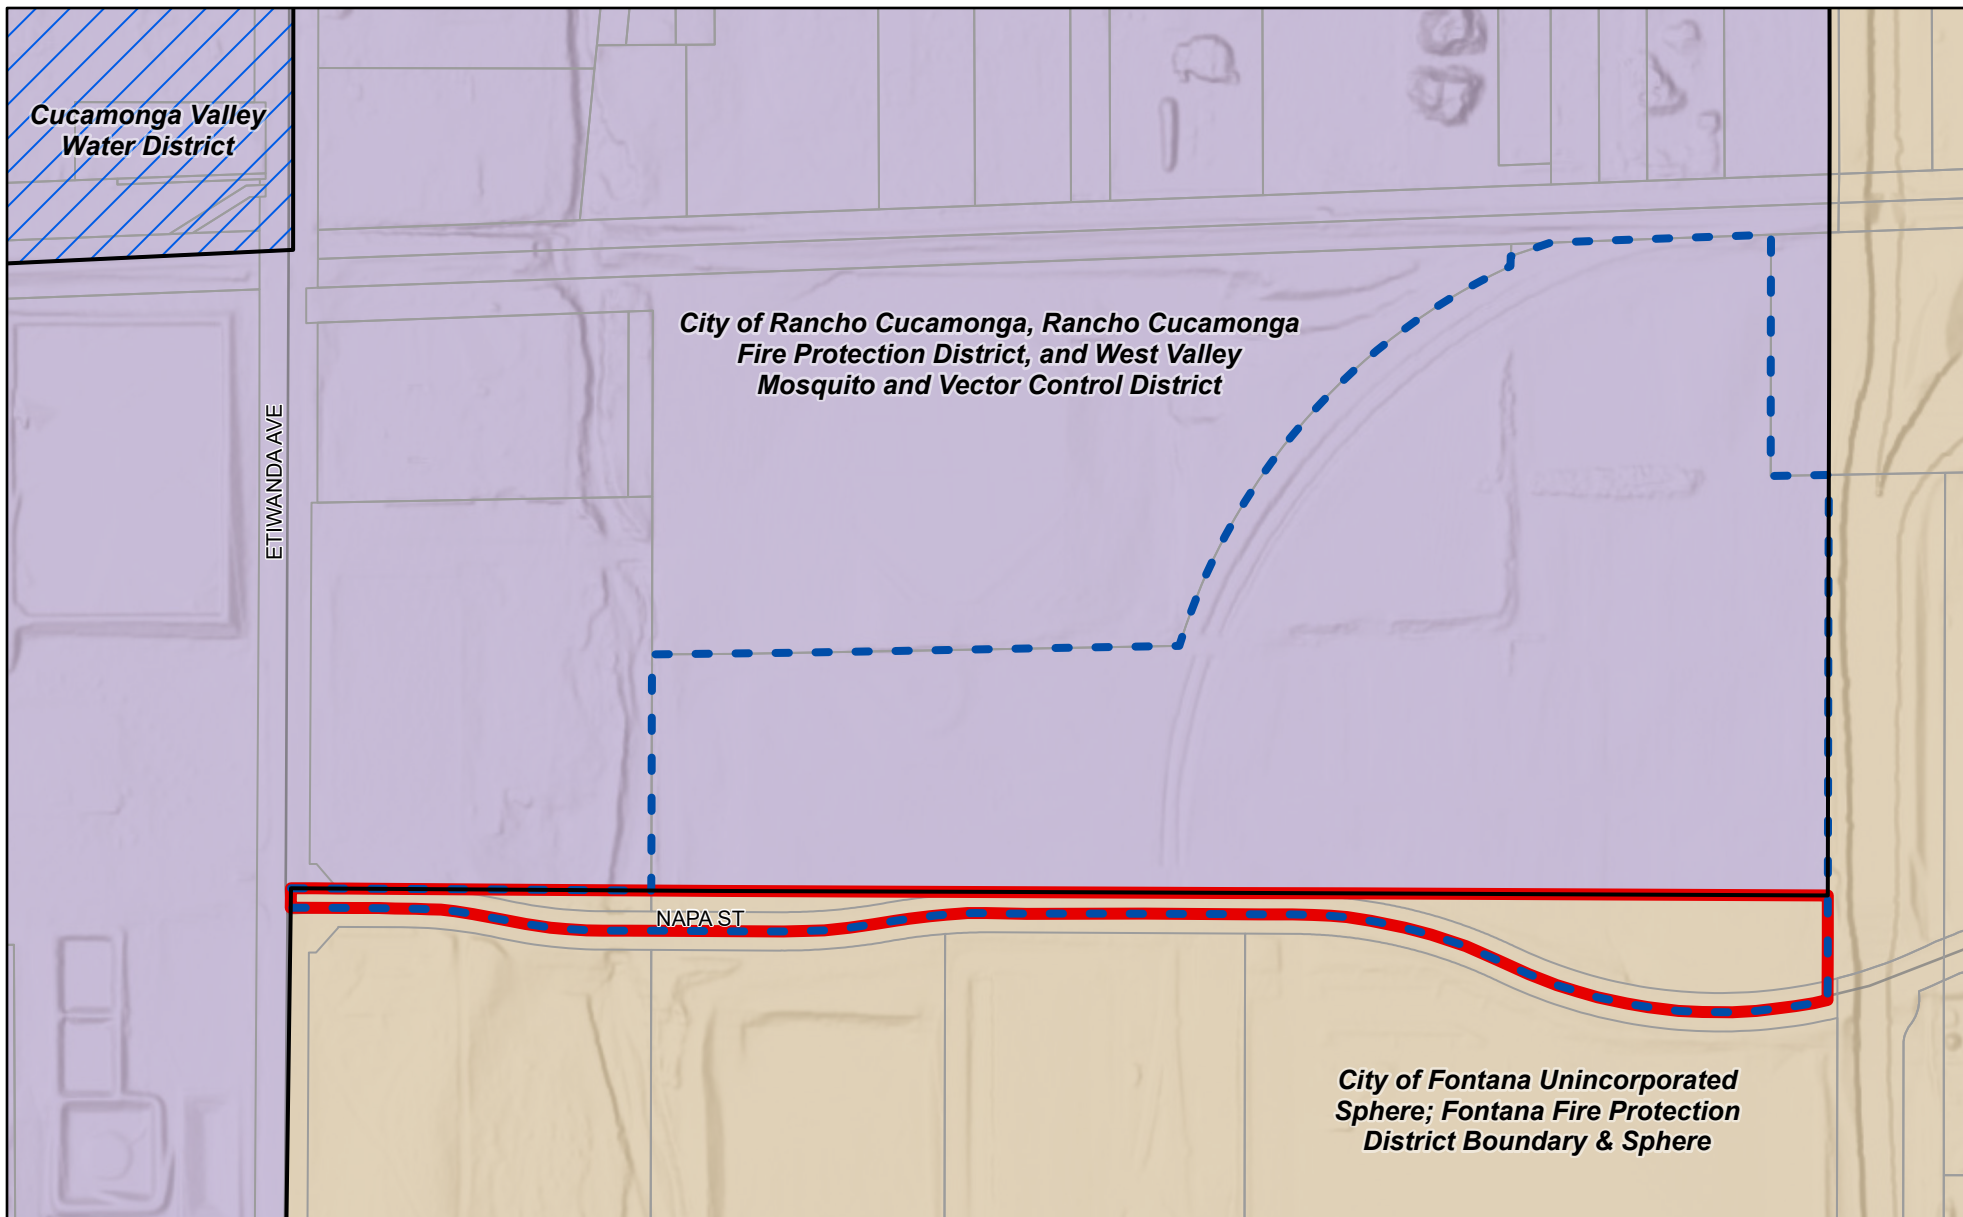 Cucamonga Valley
Water District
City of Rancho Cucamonga, Rancho Cucamonga
Fire Protection District, and West Valley
Mosquito and Vector Control District
ETIWANDA AVE
NAPA ST
City of Fontana Unincorporated
Sphere; Fontana Fire Protection
District Boundary & Sphere